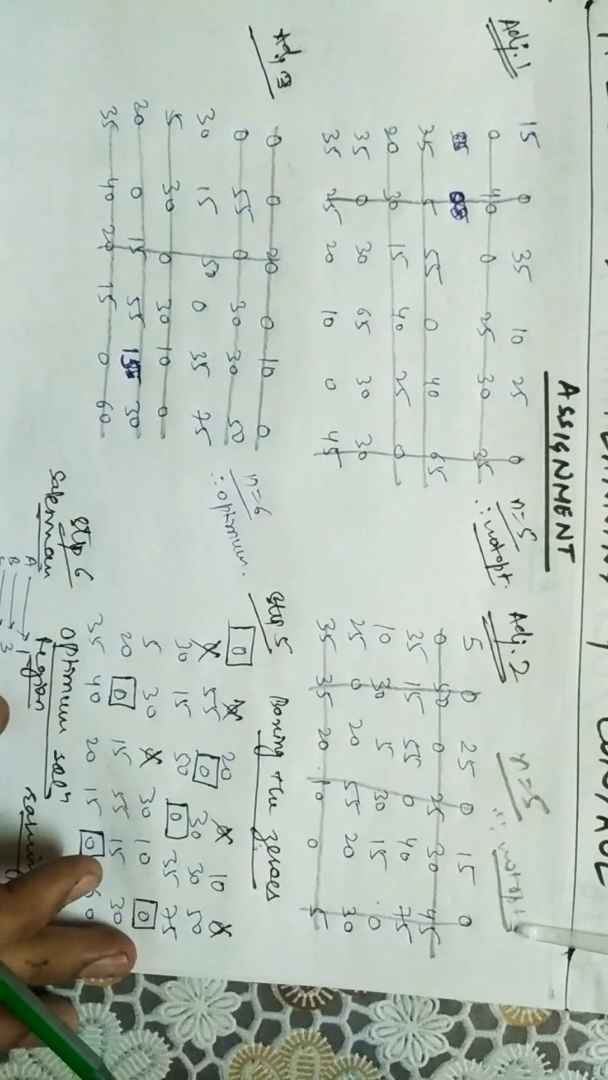 ASSIGNMENT
Adj. 1
15 0 35 10 25 0
0 40 0 25 30 35
35 5 55 0 40 65
20 30 15 40 25 0
35 0 30 65 30 30
35 25 20 10 0 45
n=5
∴ not opt.
Adj. 2
5 0 25 0 15 0
0 40 0 25 30 45
35 15 55 0 40 75
10 30 5 30 15 0
25 0 20 55 20 30
35 35 20 10 0 5
n=5
∴ not opt
Adj. 3
0 0 20 0 10 0
0 55 0 30 30 50
30 15 50 0 35 75
5 30 0 30 10 0
20 0 15 55 15 30
35 40 20 15 0 60
n=6
∴ optimum.
Step 5 Boxing the zeroes
0 0 20 0 10 0
0 55 0 30 30 50
30 15 50 0 35 75
5 30 0 30 10 0
20 0 15 55 15 30
35 40 20 15 0
Step 6 Optimum solⁿ
Salesman Region
A 1
B 3